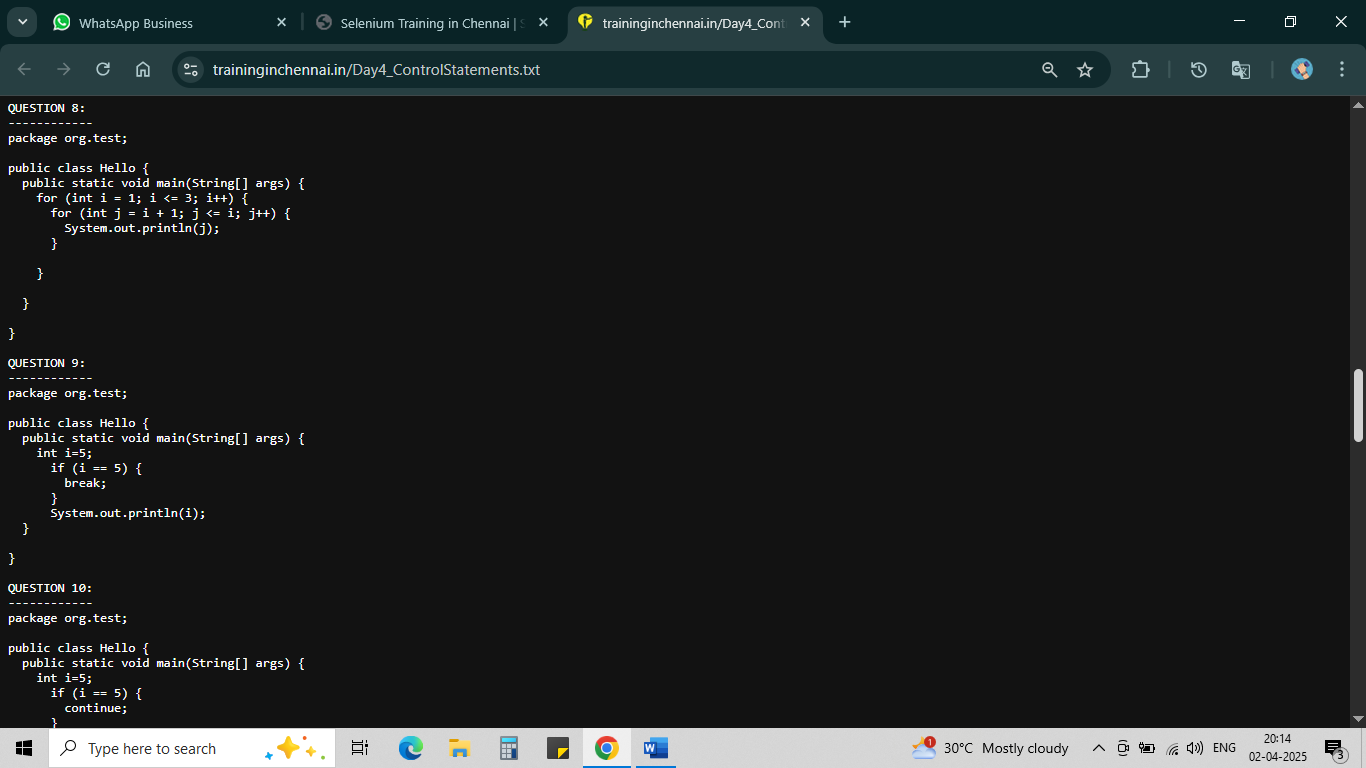 WhatsApp Business
Selenium Training in Chennai | S
traininginchennai.in/Day4_Cont
traininginchennai.in/Day4_ControlStatements.txt
QUESTION 8:
------------
package org.test;
public class Hello {
  public static void main(String[] args) {
    for (int i = 1; i <= 3; i++) {
      for (int j = i + 1; j <= i; j++) {
        System.out.println(j);
      }
    }
  }
}
QUESTION 9:
------------
package org.test;
public class Hello {
  public static void main(String[] args) {
    int i=5;
      if (i == 5) {
        break;
      }
      System.out.println(i);
  }
}
QUESTION 10:
------------
package org.test;
public class Hello {
  public static void main(String[] args) {
    int i=5;
      if (i == 5) {
        continue;
      }
Type here to search
1
30°C Mostly cloudy
ENG
20:14
02-04-2025
3